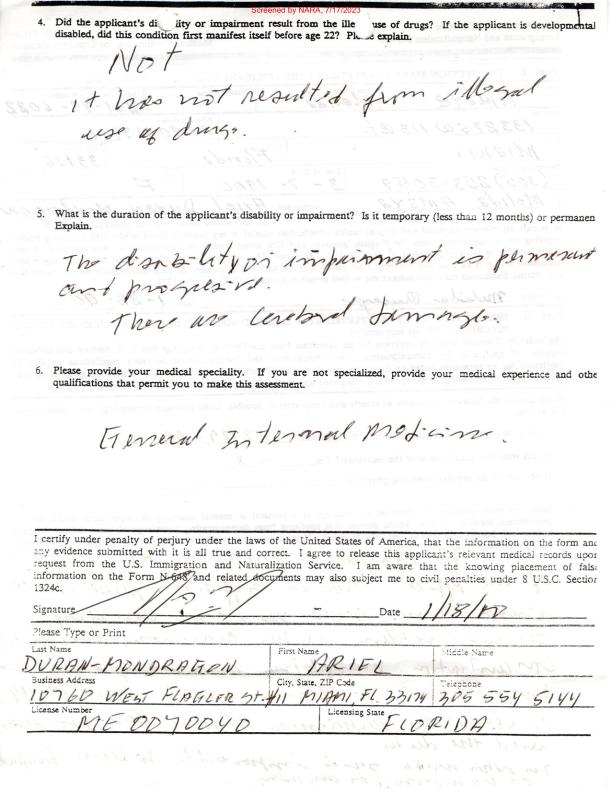 Screened by NARA, 7/17/2023
4. Did the applicant's di ility or impairment result from the ille use of drugs? If the applicant is developmental
disabled, did this condition first manifest itself before age 22? Ple se explain.
Not
it has not resulted from illegal
use of drugs.
5. What is the duration of the applicant's disability or impairment? Is it temporary (less than 12 months) or permanen
Explain.
The disability or impairment is permanent
and progresive.
There are cerebral damage.
6. Please provide your medical speciality. If you are not specialized, provide your medical experience and othe
qualifications that permit you to make this assessment.
General Internal Medicine.
I certify under penalty of perjury under the laws of the United States of America, that the information on the form and
any evidence submitted with it is all true and correct. I agree to release this applicant's relevant medical records upon
request from the U.S. Immigration and Naturalization Service. I am aware that the knowing placement of fals
information on the Form N-648 and related documents may also subject me to civil penalties under 8 U.S.C. Section
1324c.
Signature Date 1/18/00
Please Type or Print
Last Name First Name Middle Name
DURAN-MONDRAGON ARIEL
Business Address City, State, ZIP Code Telephone
10760 WEST FLAGLER ST. #11 MIAMI, FL 33174 305 554 5144
License Number Licensing State
ME 0070040 FLORIDA.